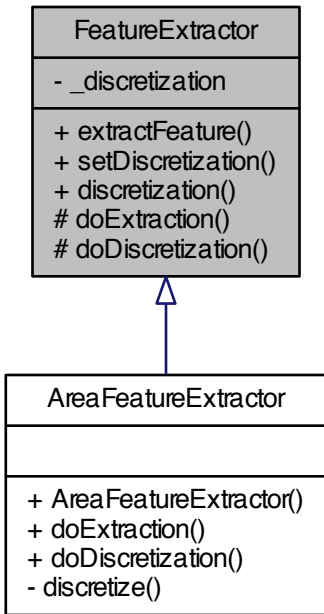 FeatureExtractor
- _discretization
+ extractFeature()
+ setDiscretization()
+ discretization()
# doExtraction()
# doDiscretization()
AreaFeatureExtractor
+ AreaFeatureExtractor()
+ doExtraction()
+ doDiscretization()
- discretize()